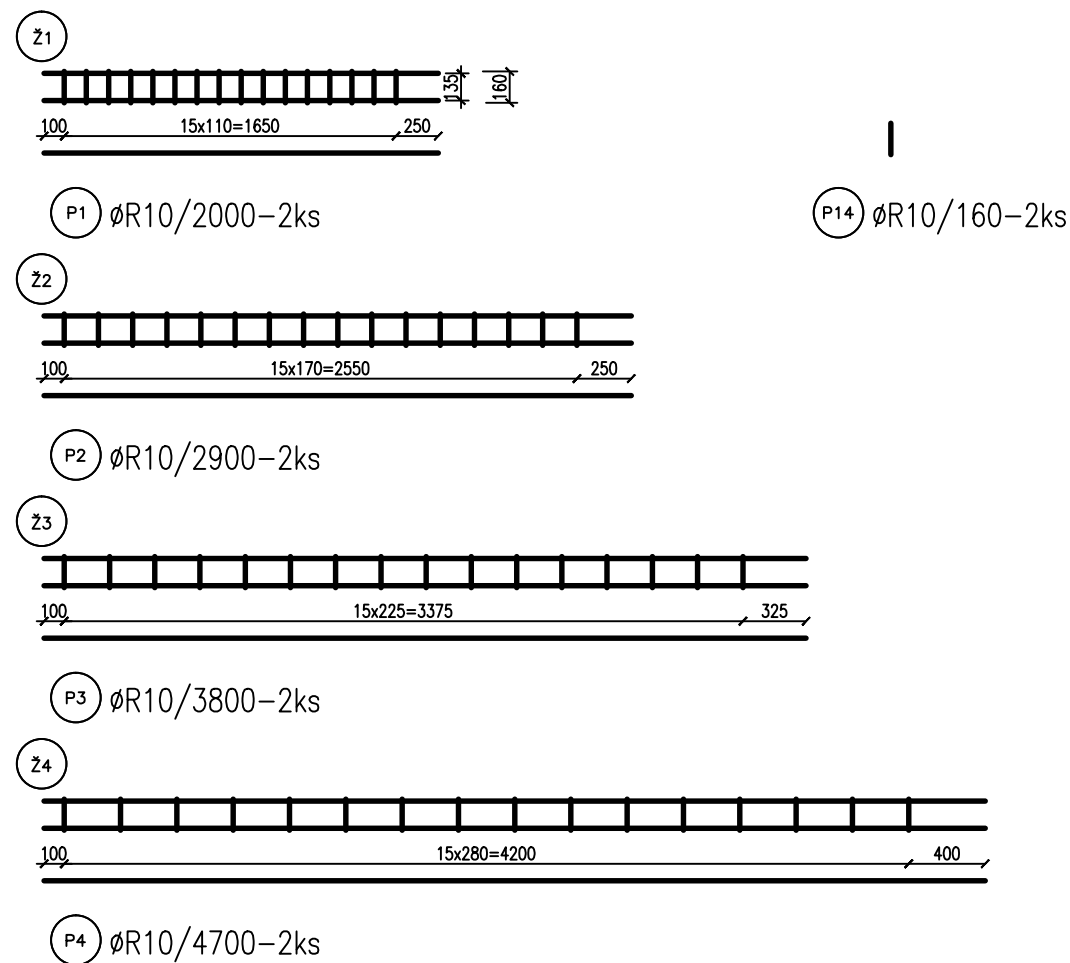 Ž1
135
160
100
15x110=1650
250
P1
øR10/2000-2ks
P14
øR10/160-2ks
Ž2
100
15x170=2550
250
P2
øR10/2900-2ks
Ž3
100
15x225=3375
325
P3
øR10/3800-2ks
Ž4
100
15x280=4200
400
P4
øR10/4700-2ks